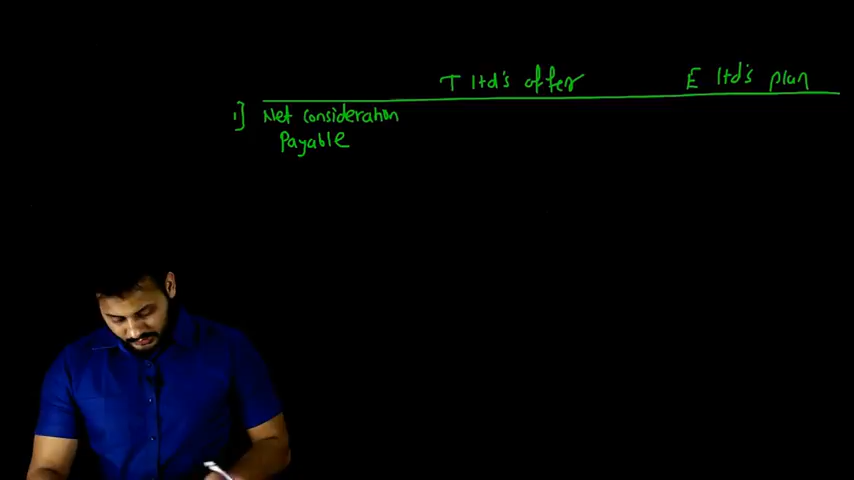 T ltd's offer E ltd's plan
1] Net consideration
Payable